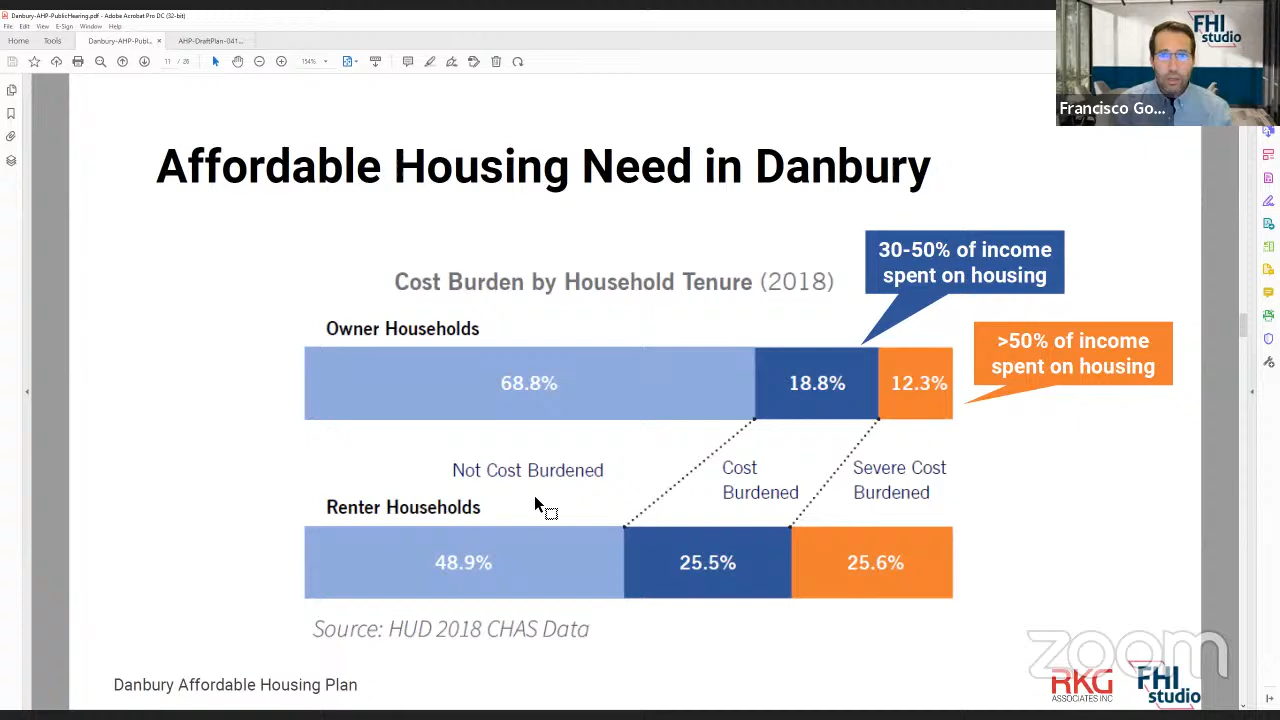 Danbury-AHP-PublicHearing.pdf - Adobe Acrobat Pro DC (32-bit)
File Edit View E-Sign Window Help
Home Tools Danbury-AHP-Publ... × AHP-DraftPlan-041...
11 / 26 154%
FHI
studio
Francisco Go...
Affordable Housing Need in Danbury
30-50% of income
spent on housing
Cost Burden by Household Tenure (2018)
>50% of income
spent on housing
Owner Households
68.8% 18.8% 12.3%
Not Cost Burdened
Cost
Burdened
Severe Cost
Burdened
Renter Households
48.9% 25.5% 25.6%
Source: HUD 2018 CHAS Data
zoom
Danbury Affordable Housing Plan
RKG
ASSOCIATES INC
FHI
studio